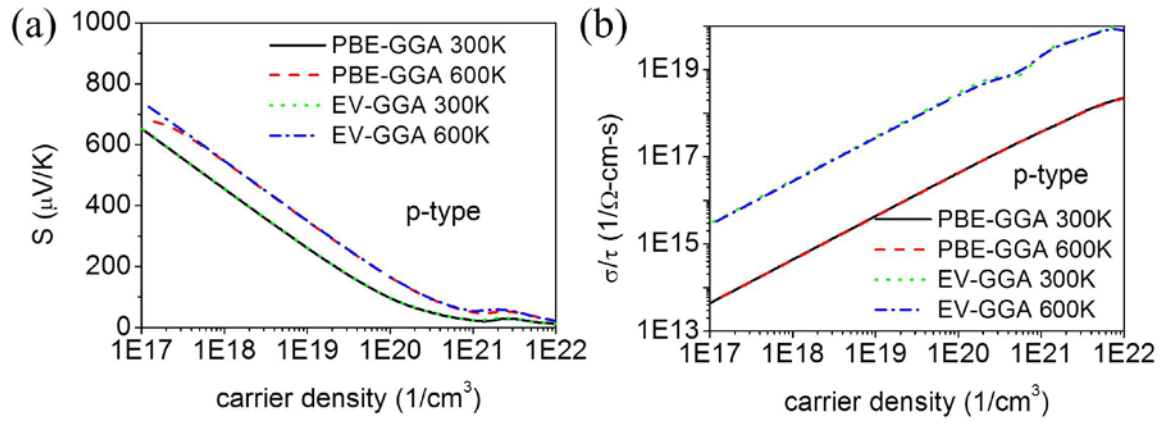 (a)
1000
800
600
400
200
0
S (μV/K)
PBE-GGA 300K
PBE-GGA 600K
EV-GGA 300K
EV-GGA 600K
p-type
1E17 1E18 1E19 1E20 1E21 1E22
carrier density (1/cm³)
(b)
1E19
1E17
1E15
1E13
σ/τ (1/Ω-cm-s)
p-type
PBE-GGA 300K
PBE-GGA 600K
EV-GGA 300K
EV-GGA 600K
1E17 1E18 1E19 1E20 1E21 1E22
carrier density (1/cm³)